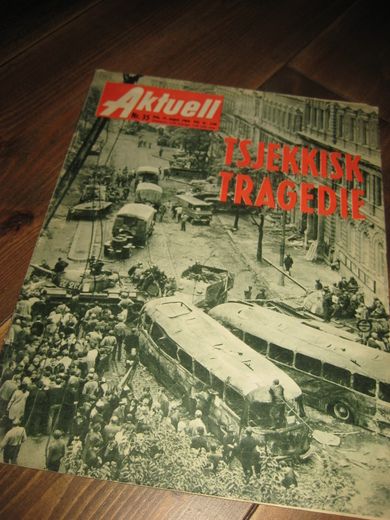 Aktuell
Nr. 35
TSJEKKISK
TRAGEDIE